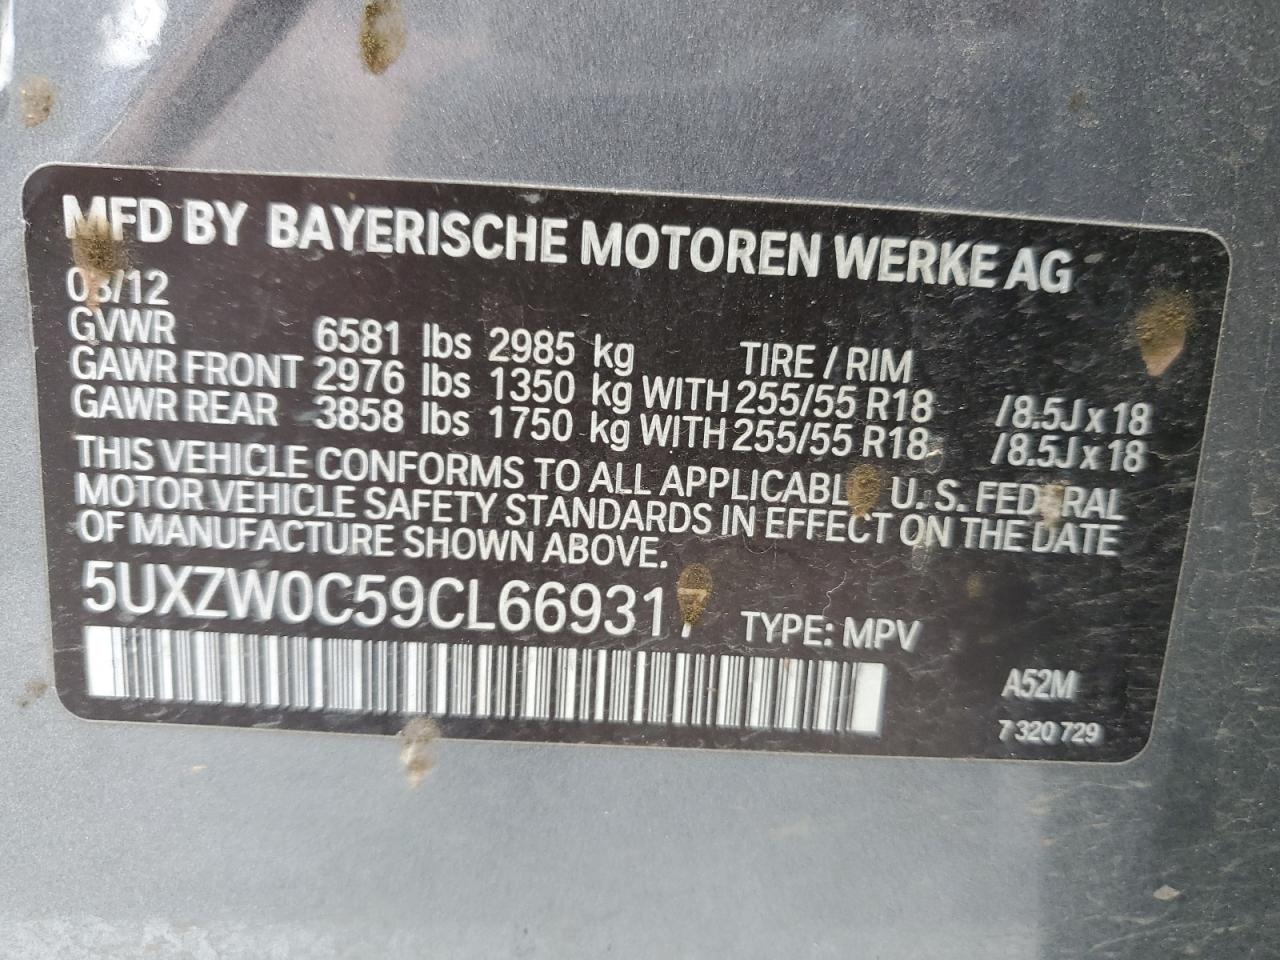 MFD BY BAYERISCHE MOTOREN WERKE AG
GVWR 6581 lbs 2985 kg TIRE / RIM
GAWR FRONT 2976 lbs 1350 kg WITH 255/55 R18 /8.5J x 18
GAWR REAR 3858 lbs 1750 kg WITH 255/55 R18 /8.5J x 18
THIS VEHICLE CONFORMS TO ALL APPLICABLE U. S. FEDERAL
MOTOR VEHICLE SAFETY STANDARDS IN EFFECT ON THE DATE
OF MANUFACTURE SHOWN ABOVE.
5UXZW0C59CL669317 TYPE: MPV
A52M
7 320 729